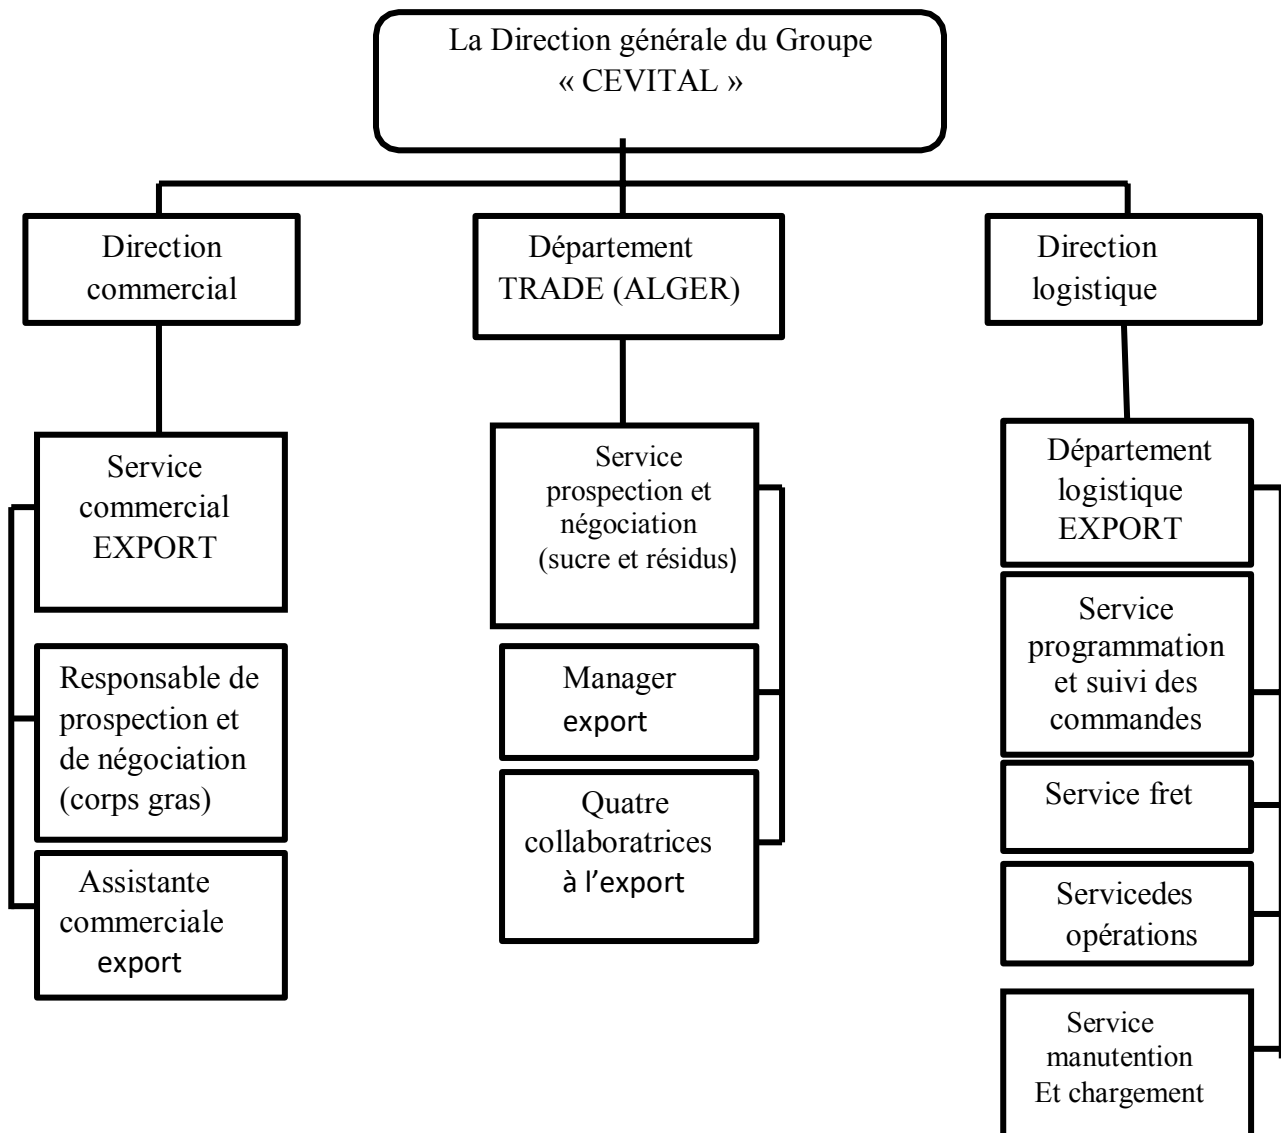 La Direction générale du Groupe
« CEVITAL »
Direction
commercial
Département
TRADE (ALGER)
Direction
logistique
Service
commercial
EXPORT
Responsable de
prospection et
de négociation
(corps gras)
Assistante
commerciale
export
Service
prospection et
négociation
(sucre et résidus)
Manager
export
Quatre
collaboratrices
à l’export
Département
logistique
EXPORT
Service
programmation
et suivi des
commandes
Service fret
Servicedes
opérations
Service
manutention
Et chargement